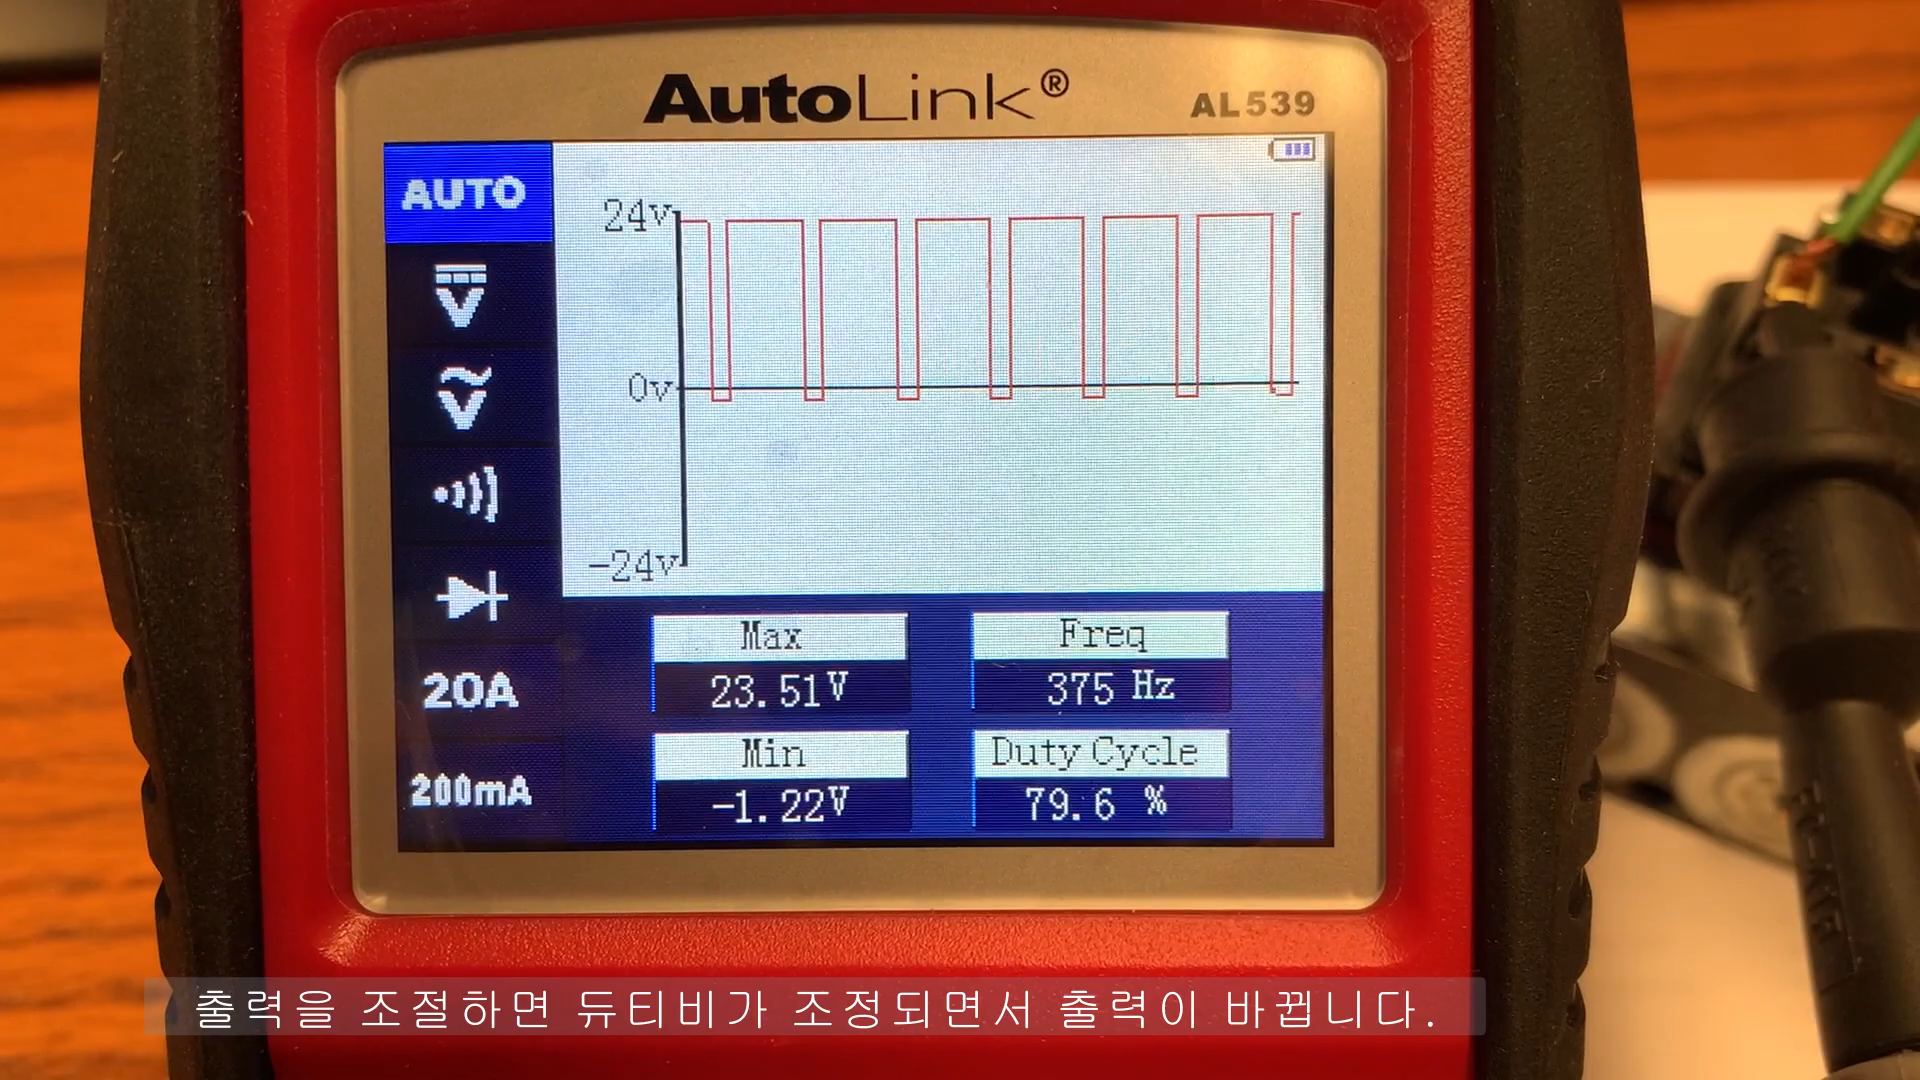 AutoLink®
AL539
AUTO
24v
0v
-24v
20A
200mA
Max
Freq
23.51V
375 Hz
Min
Duty Cycle
-1.22V
79.6 %
출력을 조절하면 듀티비가 조정되면서 출력이 바뀝니다.